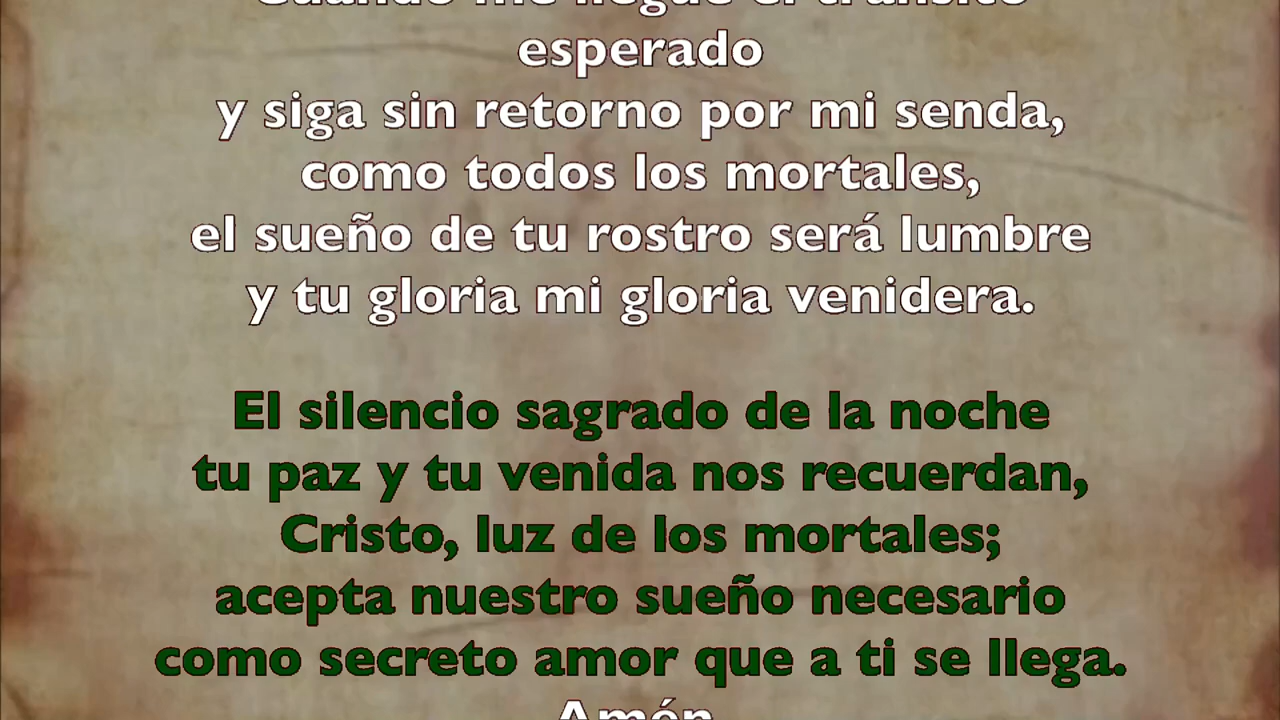 Cuando me llegue el tránsito
esperado
y siga sin retorno por mi senda,
como todos los mortales,
el sueño de tu rostro será lumbre
y tu gloria mi gloria venidera.
El silencio sagrado de la noche
tu paz y tu venida nos recuerdan,
Cristo, luz de los mortales;
acepta nuestro sueño necesario
como secreto amor que a ti se llega.
Amén